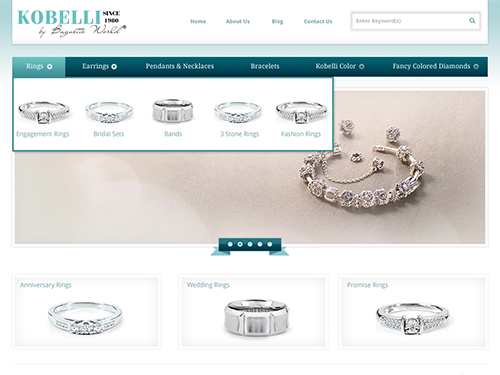 KOBELLI SINCE 1980
by Baguette World®
Home About Us Blog Contact Us
Enter Keyword(s)
Rings Earrings Pendants & Necklaces Bracelets Kobelli Color Fancy Colored Diamonds
Engagement Rings Bridal Sets Bands 3 Stone Rings Fashion Rings
Anniversary Rings Wedding Rings Promise Rings